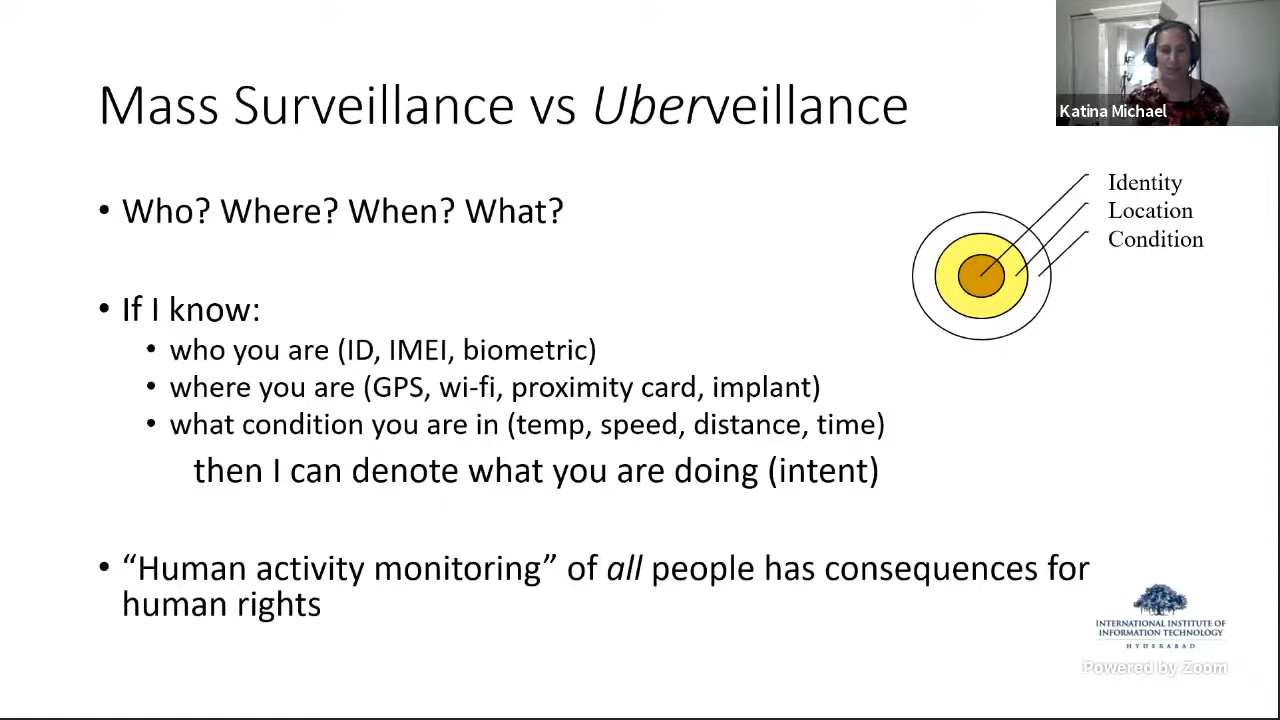 Mass Surveillance vs Uberveillance
Katina Michael
• Who? Where? When? What?
Identity
Location
Condition
• If I know:
• who you are (ID, IMEI, biometric)
• where you are (GPS, wi-fi, proximity card, implant)
• what condition you are in (temp, speed, distance, time)
then I can denote what you are doing (intent)
• “Human activity monitoring” of all people has consequences for
human rights
INTERNATIONAL INSTITUTE OF
INFORMATION TECHNOLOGY
HYDERABAD
Powered by Zoom